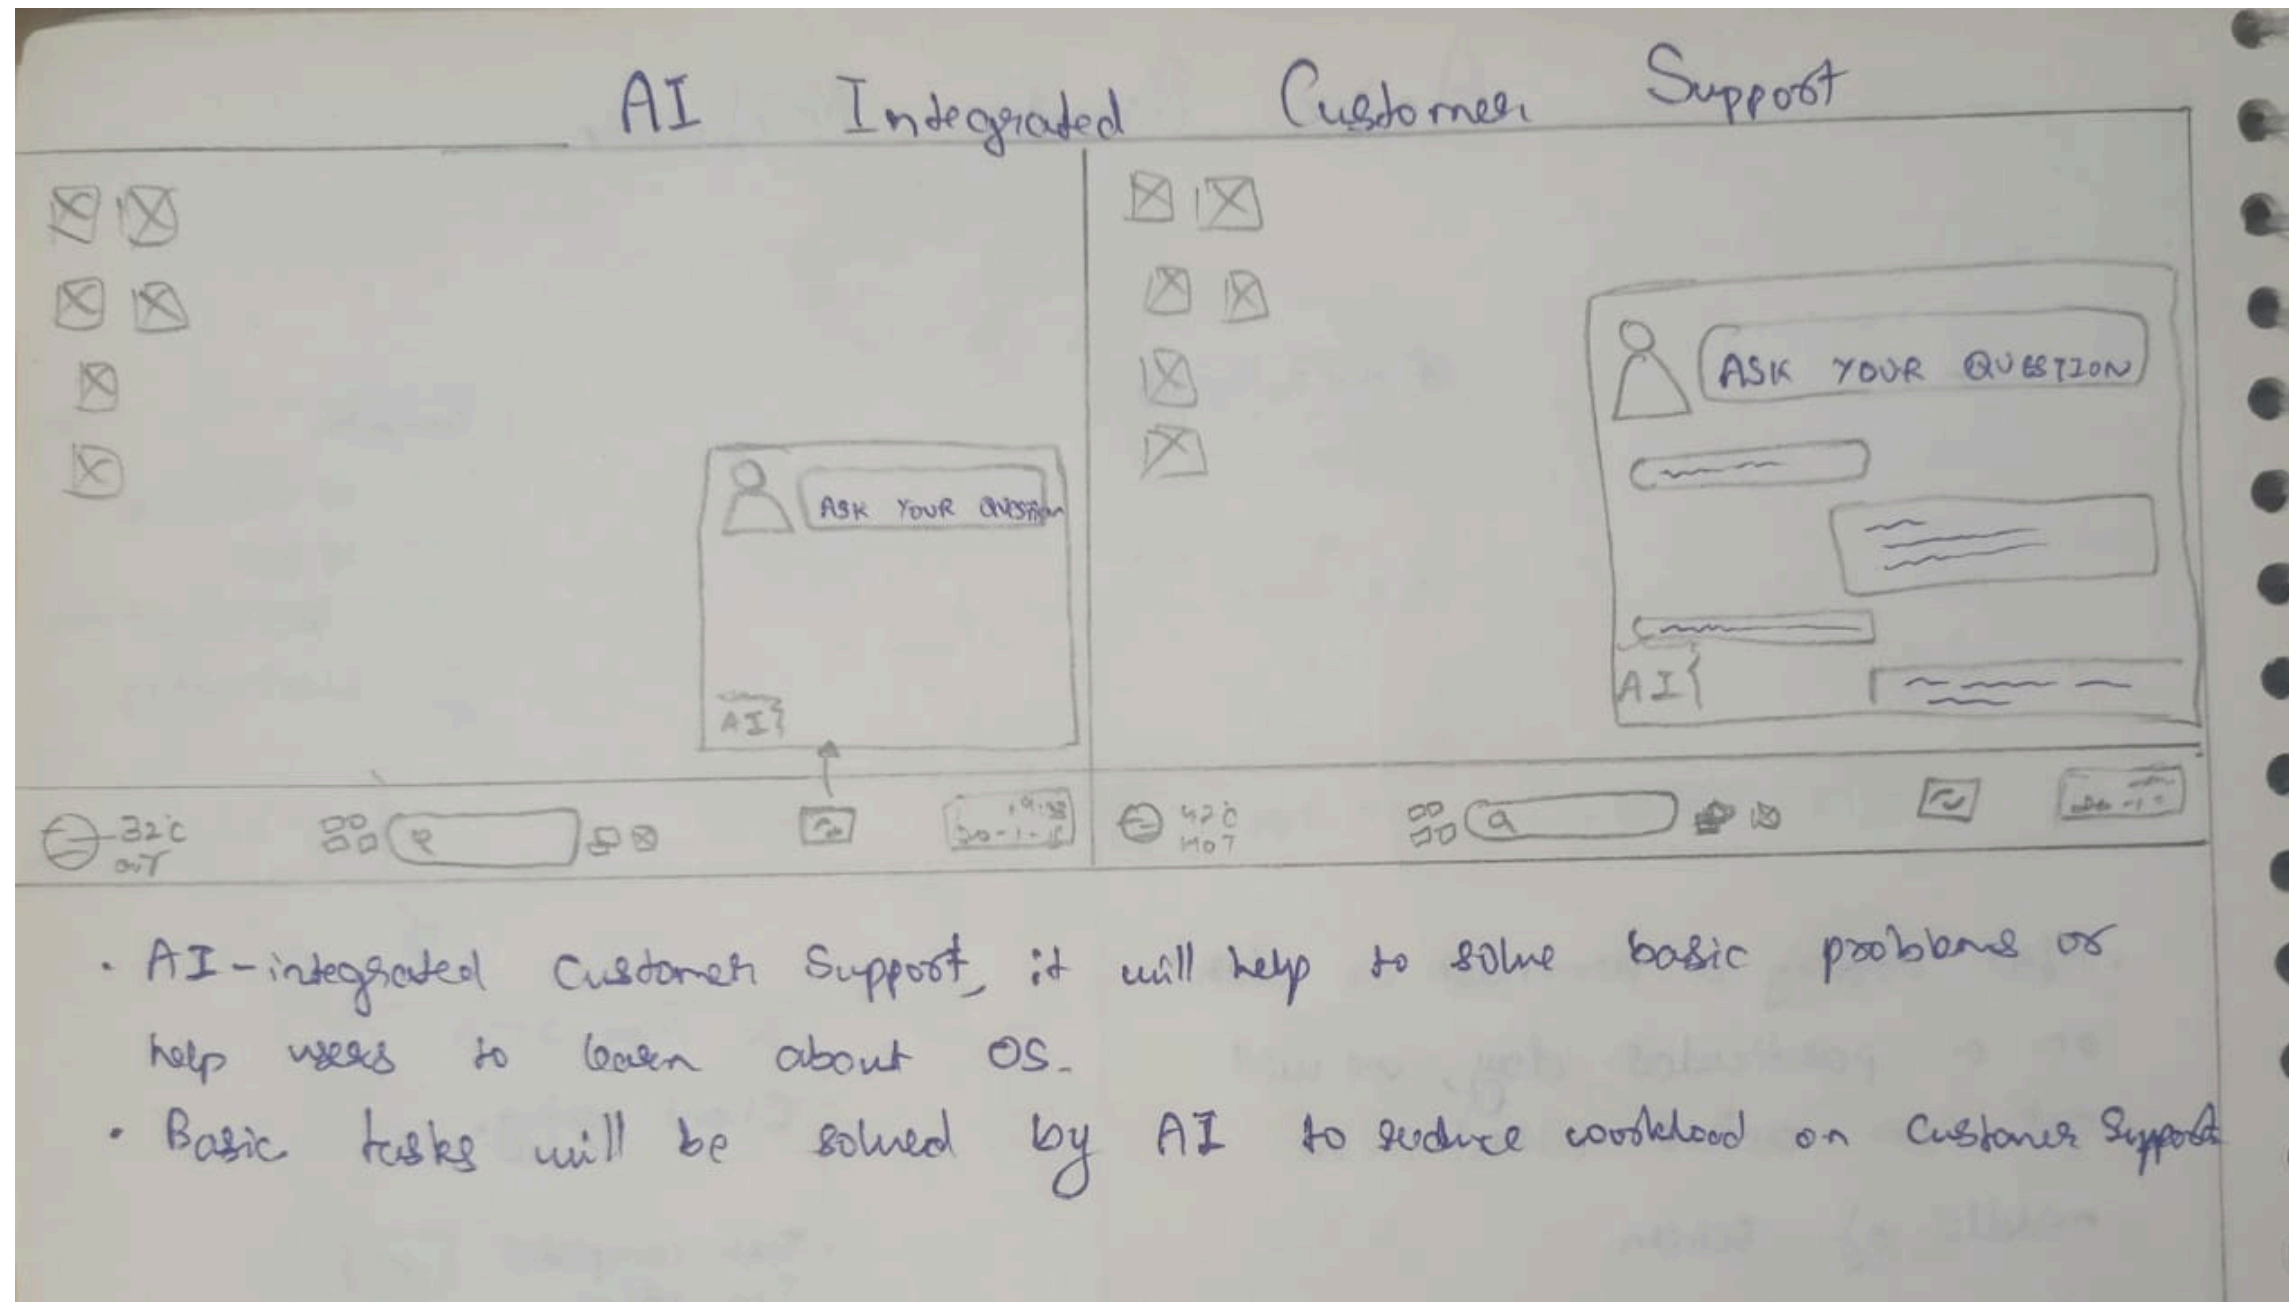 AI Integrated Customer Support
ASK YOUR QUESTION
AI
32°C
ASK YOUR QUESTION
AI
42°C
HOT
• AI-integrated Customer Support, it will help to solve basic problems or
help users to learn about OS.
• Basic tasks will be solved by AI to reduce workload on Customer Support